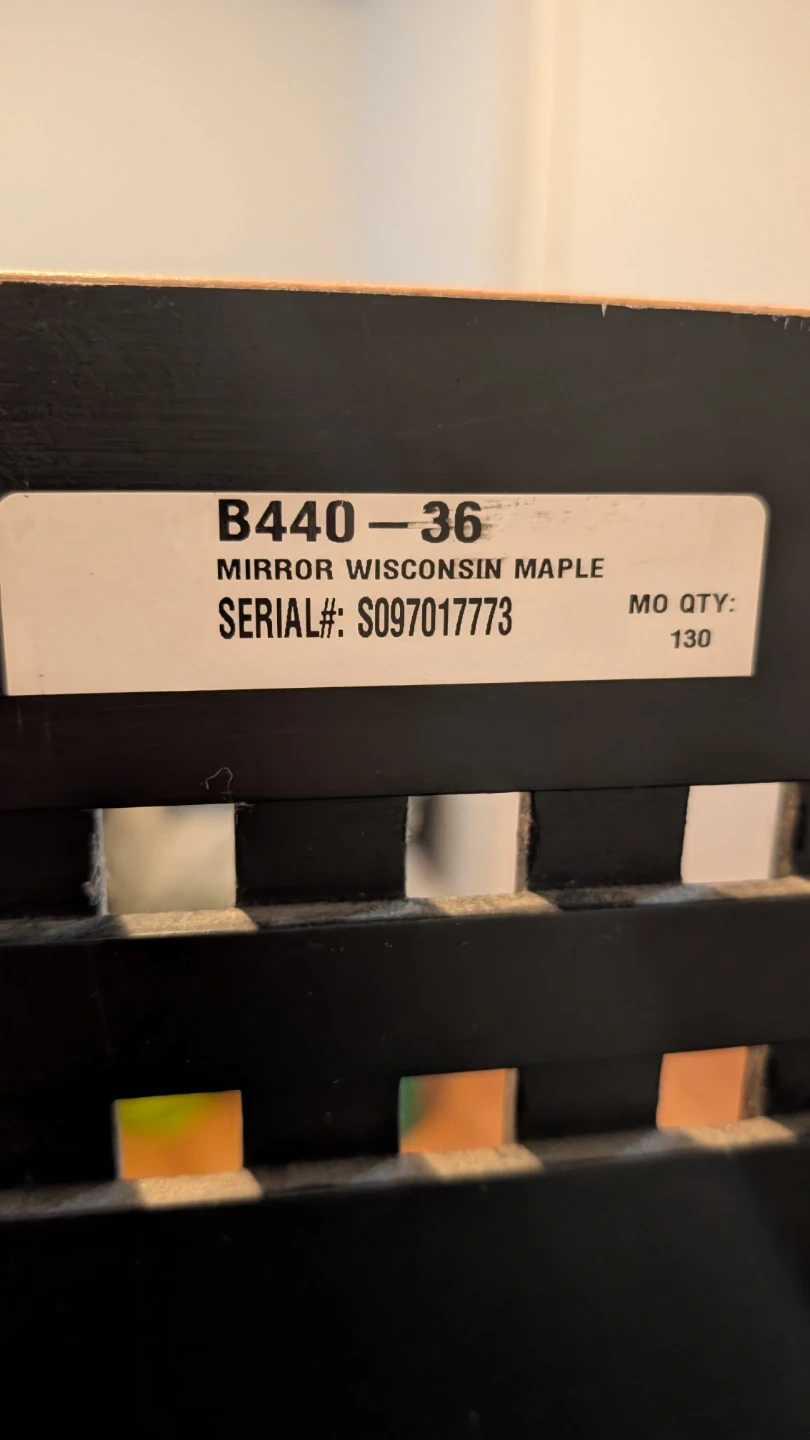 B440-36
MIRROR WISCONSIN MAPLE
SERIAL#: S097017773
MO QTY:
130